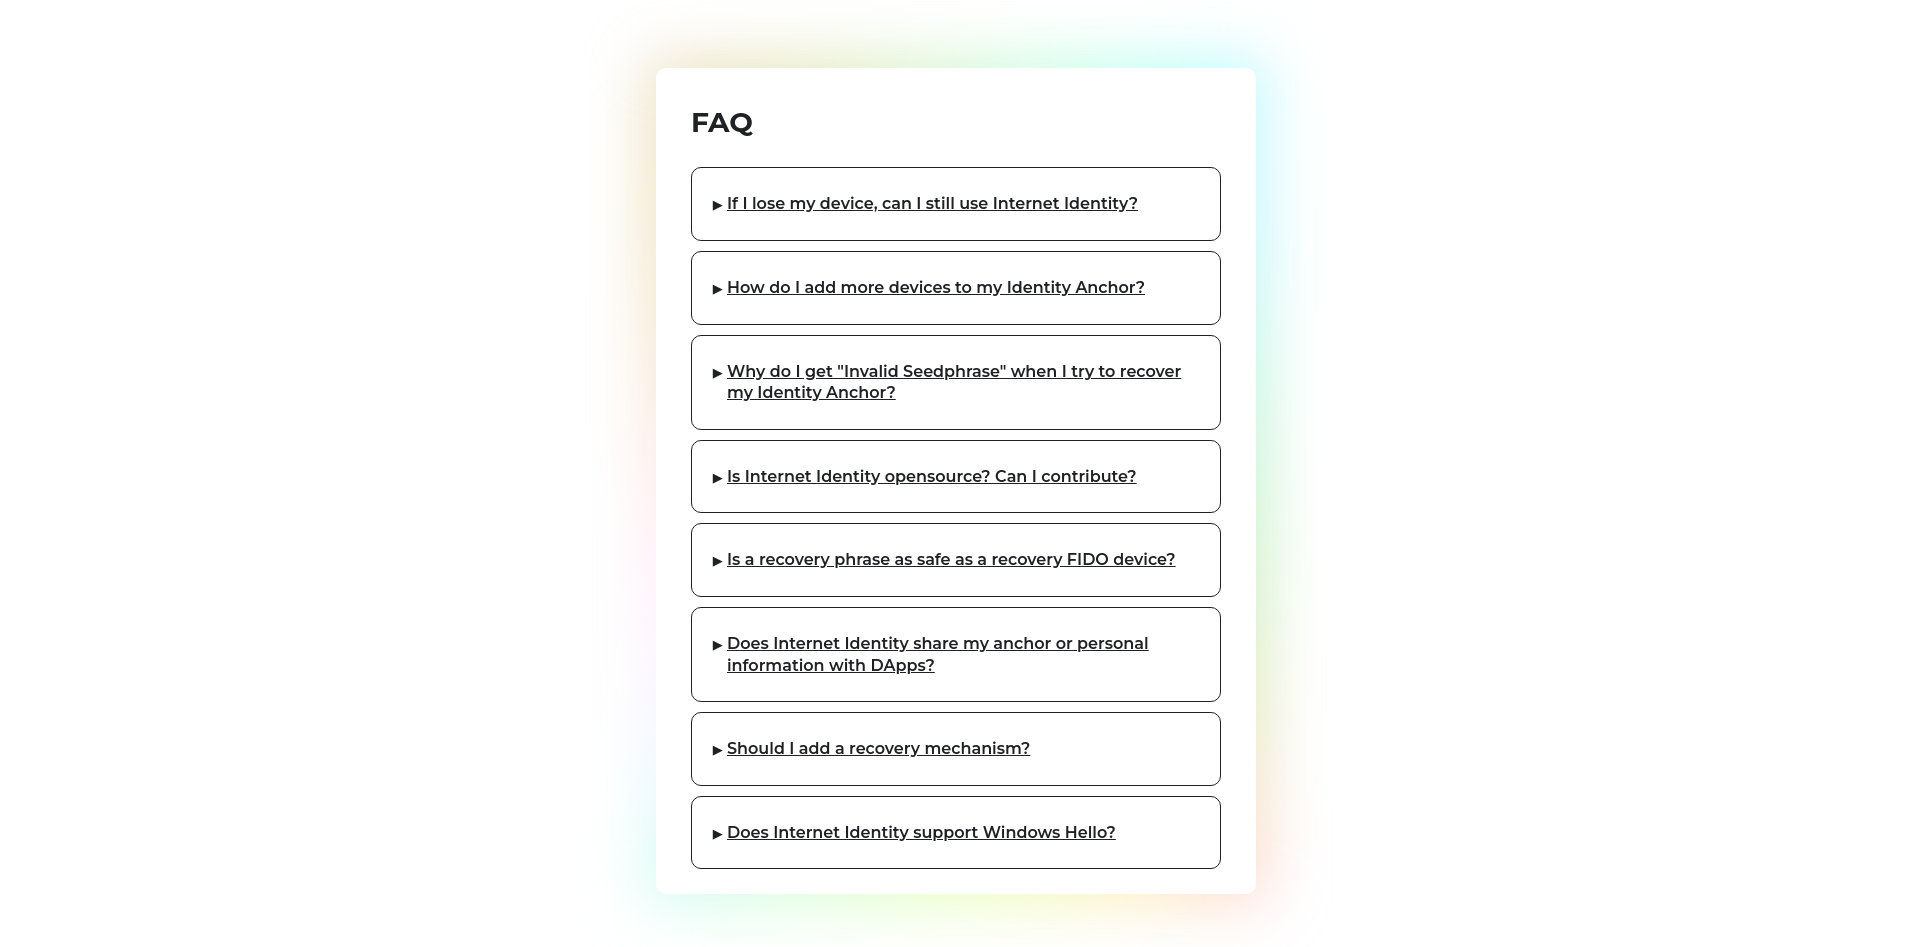 FAQ
▶ If I lose my device, can I still use Internet Identity?
▶ How do I add more devices to my Identity Anchor?
▶ Why do I get "Invalid Seedphrase" when I try to recover
my Identity Anchor?
▶ Is Internet Identity opensource? Can I contribute?
▶ Is a recovery phrase as safe as a recovery FIDO device?
▶ Does Internet Identity share my anchor or personal
information with DApps?
▶ Should I add a recovery mechanism?
▶ Does Internet Identity support Windows Hello?